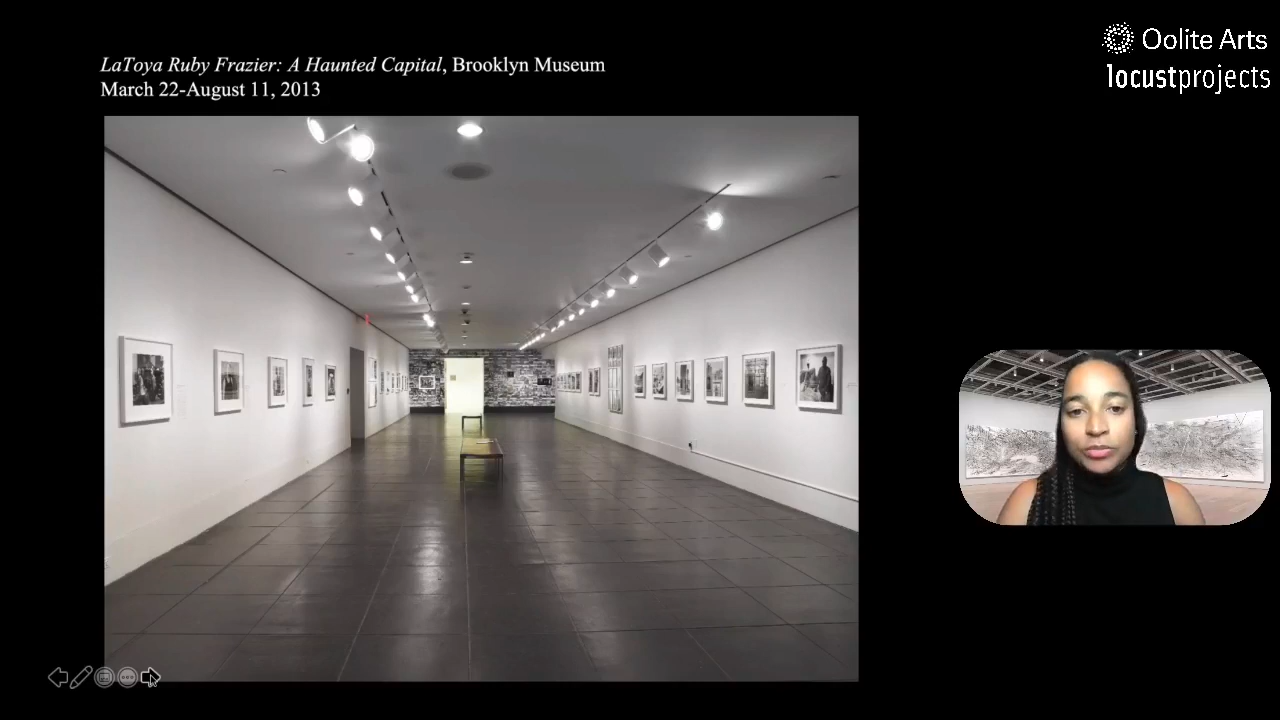 LaToya Ruby Frazier: A Haunted Capital, Brooklyn Museum
March 22-August 11, 2013
Oolite Arts
locustprojects